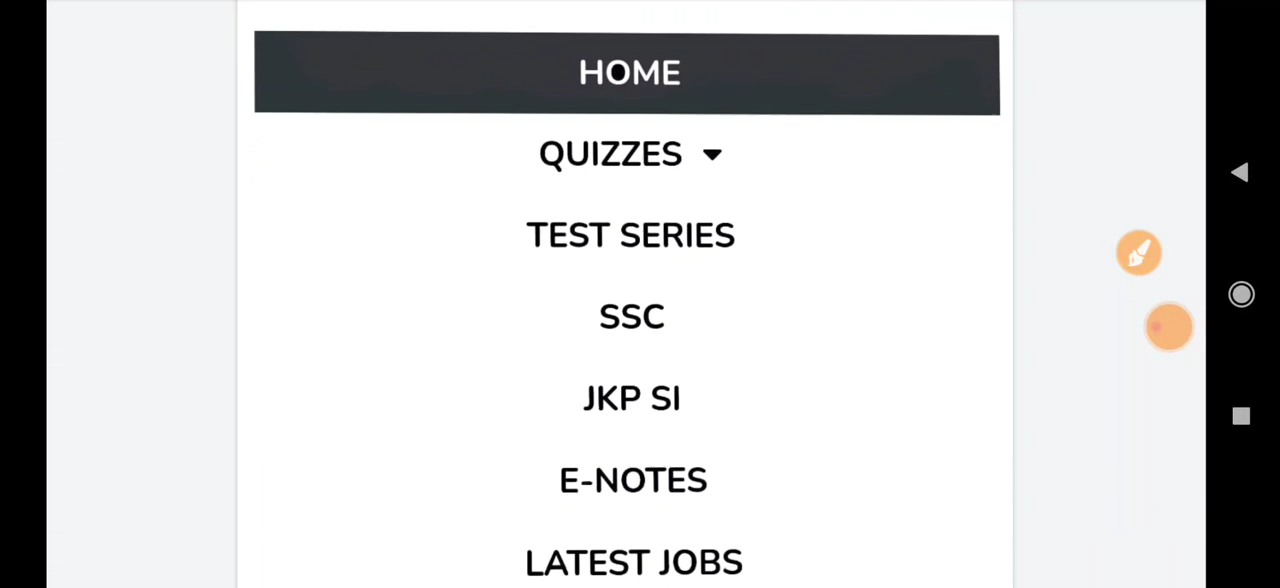 HOME
QUIZZES
TEST SERIES
SSC
JKP SI
E-NOTES
LATEST JOBS